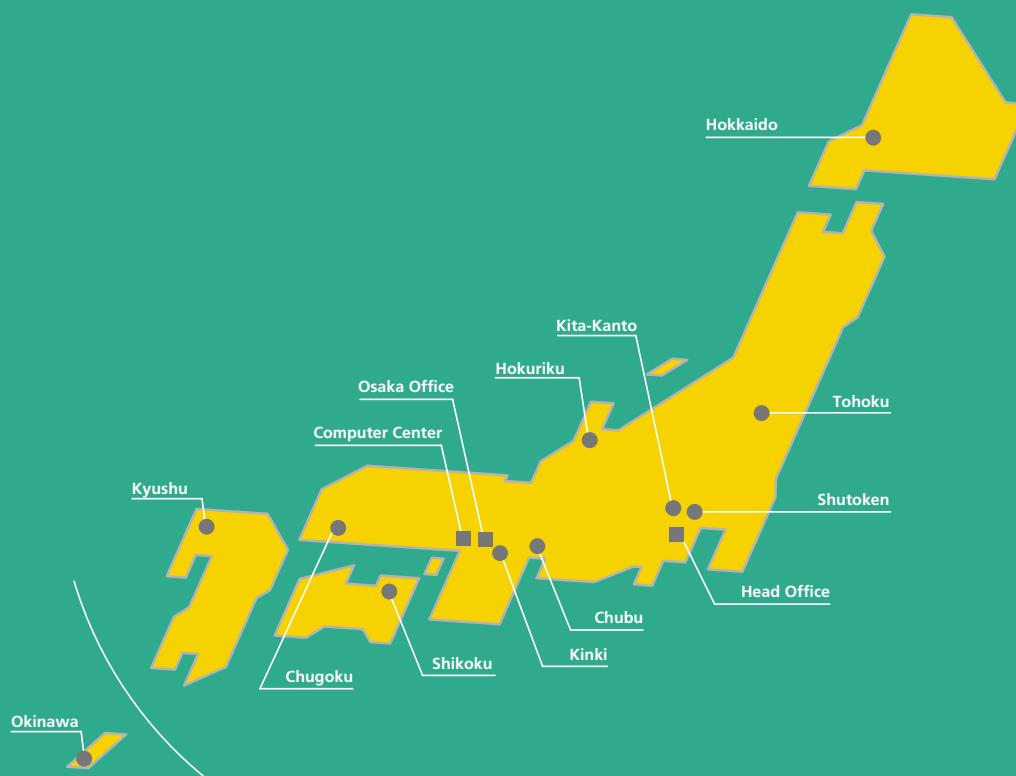 Hokkaido
Kita-Kanto
Hokuriku
Osaka Office
Tohoku
Computer Center
Kyushu
Shutoken
Head Office
Chubu
Kinki
Shikoku
Chugoku
Okinawa